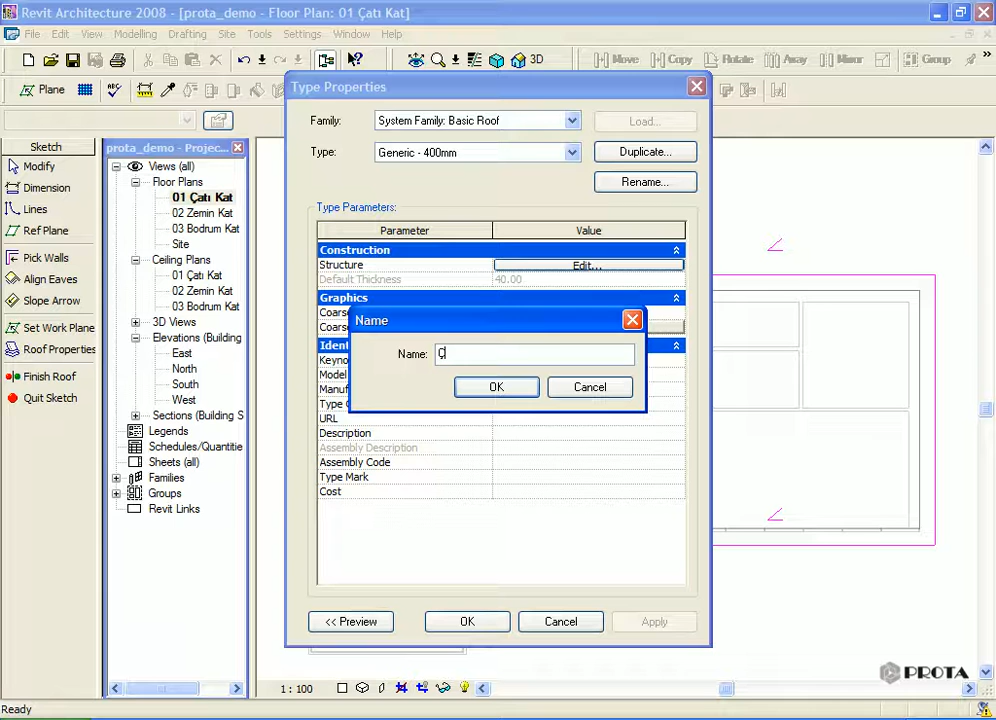 Revit Architecture 2008 - [prota_demo - Floor Plan: 01 Çatı Kat]
File Edit View Modelling Drafting Site Tools Settings Window Help
3D Move Copy Rotate Array Mirror Group
Plane
Sketch
Modify
Dimension
Lines
Ref Plane
Pick Walls
Align Eaves
Slope Arrow
Set Work Plane
Roof Properties
Finish Roof
Quit Sketch
prota_demo - Projec...
Views (all)
Floor Plans
01 Çatı Kat
02 Zemin Kat
03 Bodrum Kat
Site
Ceiling Plans
01 Çatı Kat
02 Zemin Kat
03 Bodrum Kat
3D Views
Elevations (Building
East
North
South
West
Sections (Building S
Legends
Schedules/Quantitie
Sheets (all)
Families
Groups
Revit Links
Type Properties
Family: System Family: Basic Roof Load...
Type: Generic - 400mm Duplicate...
Rename...
Type Parameters:
Parameter Value
Construction
Structure Edit...
Default Thickness 40.00
Graphics
Coars
Coars
Ident
Keyno
Model
Manuf
Type C
URL
Description
Assembly Description
Assembly Code
Type Mark
Cost
Name
Name: Ç
OK Cancel
<< Preview OK Cancel Apply
PROTA
1 : 100
Ready